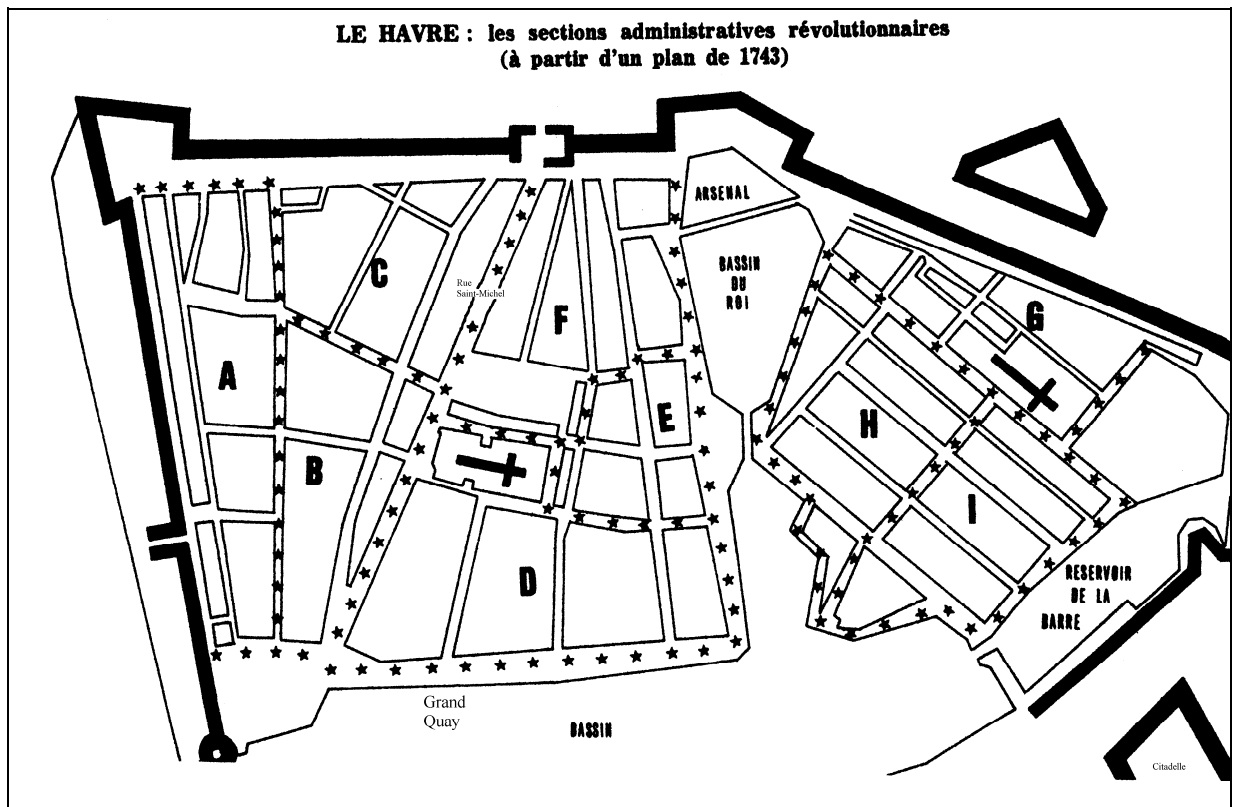 LE HAVRE : les sections administratives révolutionnaires
(à partir d'un plan de 1743)
ARSENAL
BASSIN
DU
ROI
C
Rue
Saint-Michel
F
G
A
E
H
B
I
D
RESERVOIR
DE LA
BARRE
Grand
Quay
BASSIN
Citadelle